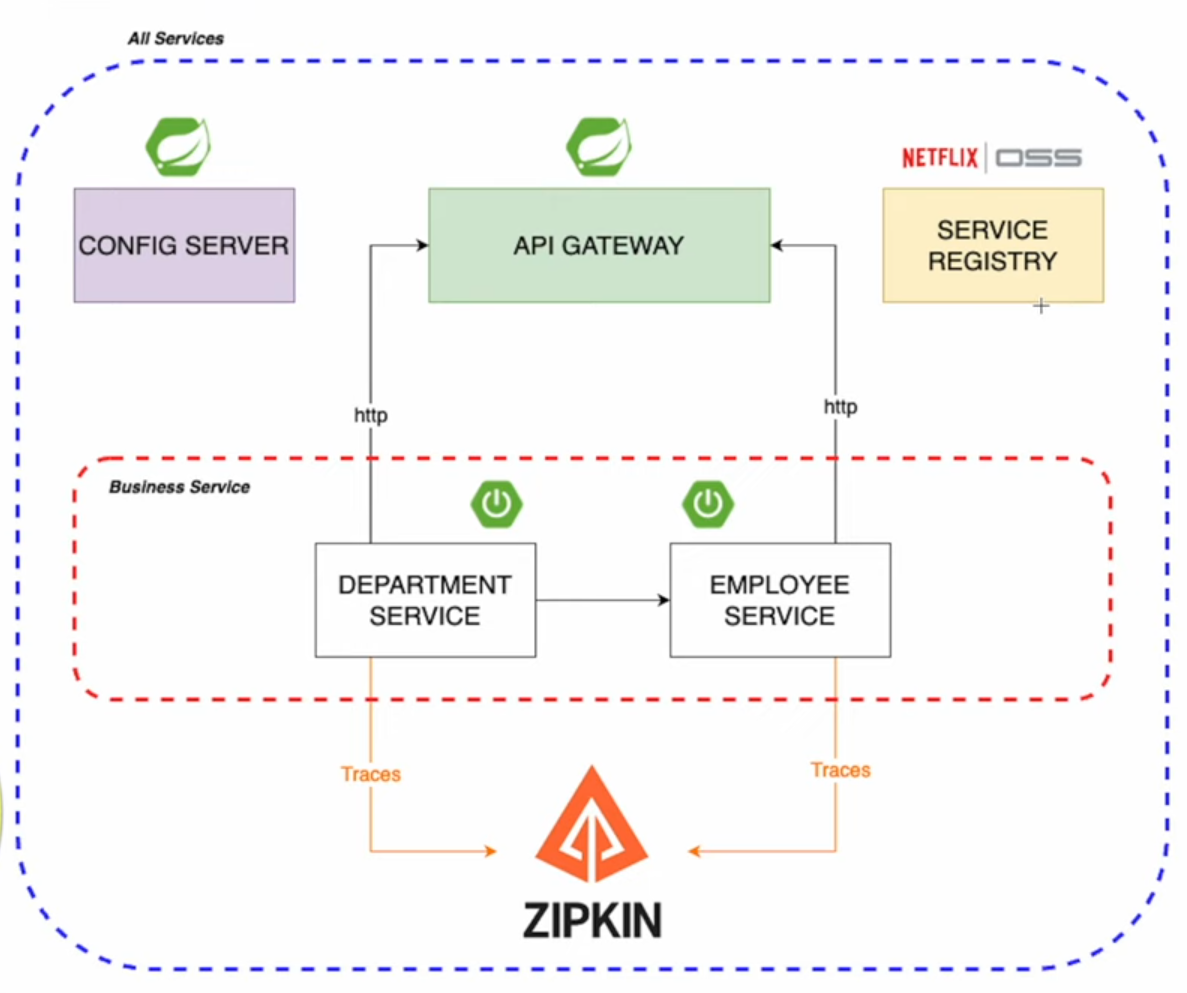 All Services
NETFLIX OSS
CONFIG SERVER
API GATEWAY
SERVICE
REGISTRY
http
http
Business Service
DEPARTMENT
SERVICE
EMPLOYEE
SERVICE
Traces
Traces
ZIPKIN